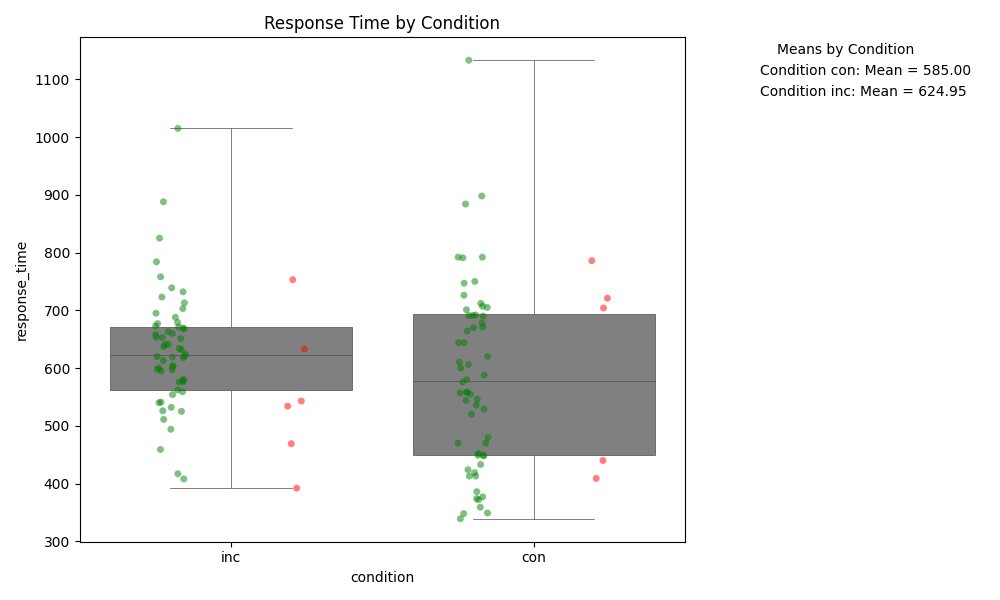 Response Time by Condition
Means by Condition
Condition con: Mean = 585.00
Condition inc: Mean = 624.95
1100
1000
900
800
700
600
500
400
300
response_time
inc
con
condition